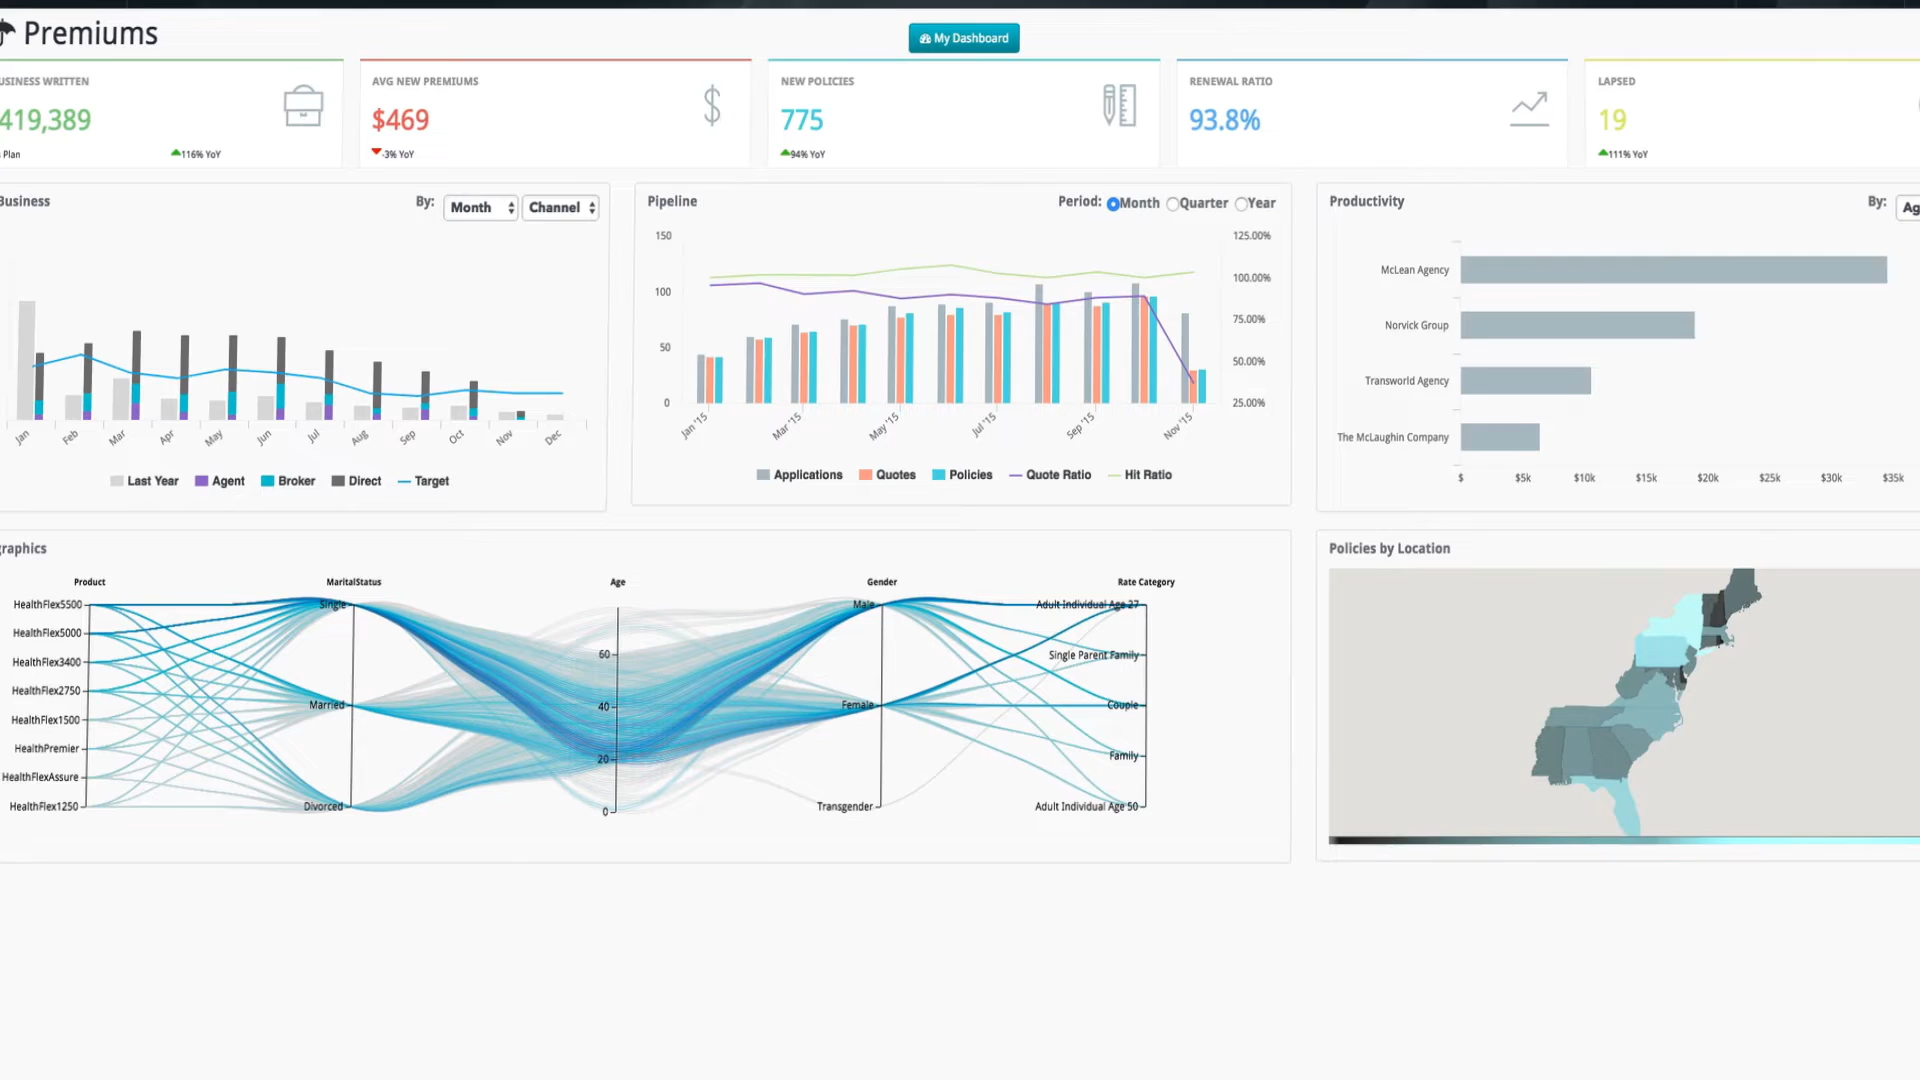 Premiums
My Dashboard
USINESS WRITTEN
419,389
Plan
116% YoY
AVG NEW PREMIUMS
$469
-3% YoY
NEW POLICIES
775
94% YoY
RENEWAL RATIO
93.8%
LAPSED
19
111% YoY
Business
By: Month Channel
Jan Feb Mar Apr May Jun Jul Aug Sep Oct Nov Dec
Last Year Agent Broker Direct Target
Pipeline
Period: Month Quarter Year
150 125.00%
100 100.00%
75.00%
50 50.00%
0 25.00%
Jan '15 Mar '15 May '15 Jul '15 Sep '15 Nov '15
Applications Quotes Policies Quote Ratio Hit Ratio
Productivity
By: Ag
McLean Agency
Norvick Group
Transworld Agency
The McLaughin Company
$ $5k $10k $15k $20k $25k $30k $35k
raphics
Product MaritalStatus Age Gender Rate Category
HealthFlex5500
HealthFlex5000
HealthFlex3400
HealthFlex2750
HealthFlex1500
HealthPremier
HealthFlexAssure
HealthFlex1250
Single
Married
Divorced
60
40
20
0
Male
Female
Transgender
Adult Individual Age 27
Single Parent Family
Couple
Family
Adult Individual Age 50
Policies by Location